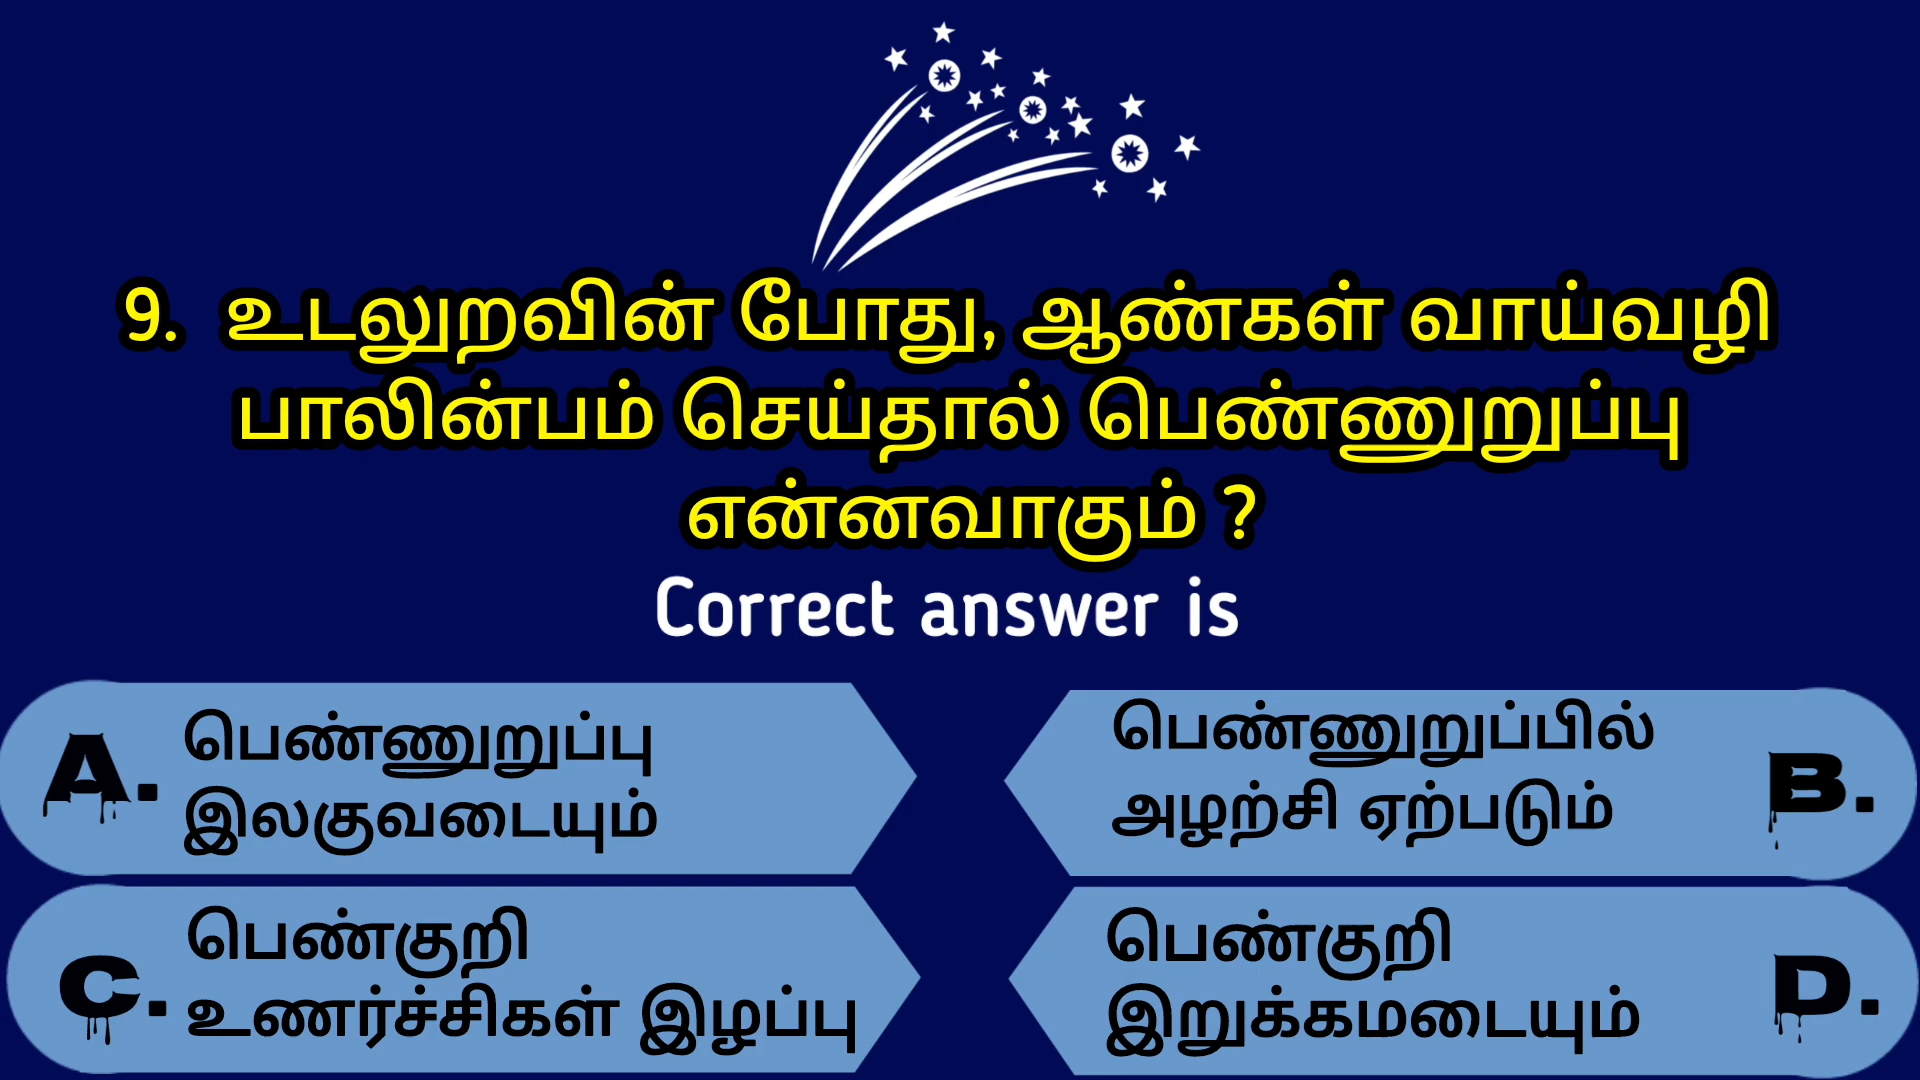 9. உடலுறவின் போது, ஆண்கள் வாய்வழி
பாலின்பம் செய்தால் பெண்ணுறுப்பு
என்னவாகும் ?
Correct answer is
A. பெண்ணுறுப்பு
இலகுவடையும்
பெண்ணுறுப்பில்
அழற்சி ஏற்படும் B.
C. பெண்குறி
உணர்ச்சிகள் இழப்பு
பெண்குறி
இறுக்கமடையும் D.